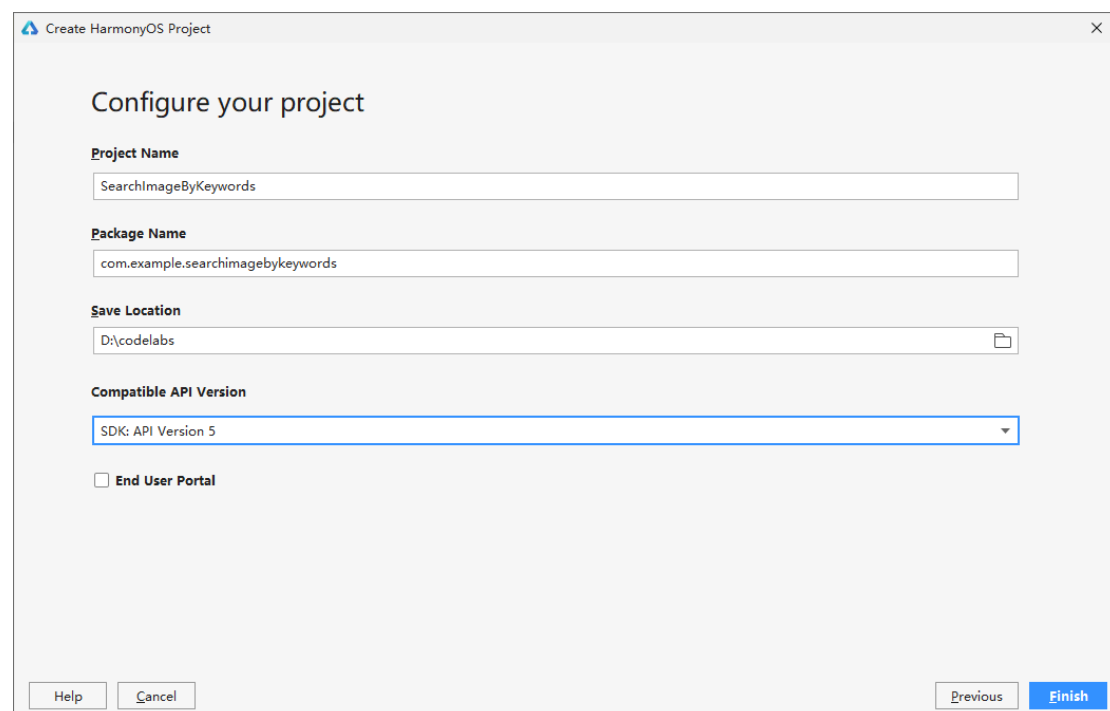 Create HarmonyOS Project
Configure your project
Project Name
SearchImageByKeywords
Package Name
com.example.searchimagebykeywords
Save Location
D:\codelabs
Compatible API Version
SDK: API Version 5
End User Portal
Help Cancel Previous Finish